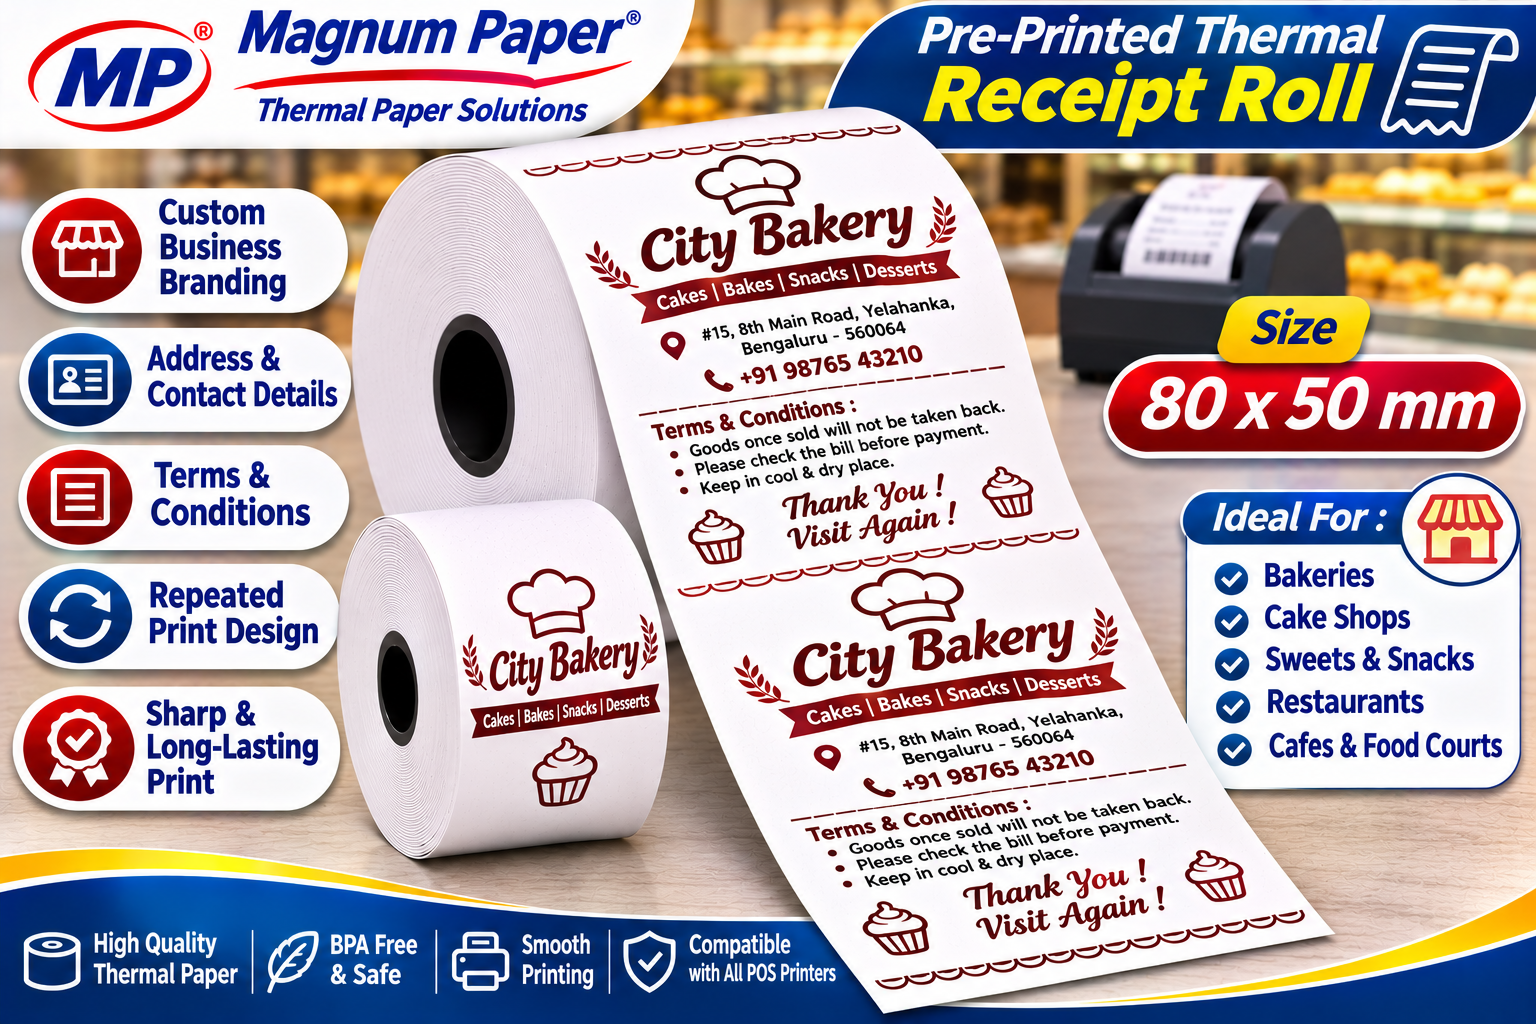 MP®
Magnum Paper®
Thermal Paper Solutions
Pre-Printed Thermal
Receipt Roll
Custom
Business
Branding
Address &
Contact Details
Terms &
Conditions
Repeated
Print Design
Sharp &
Long-Lasting
Print
City Bakery
Cakes | Bakes | Snacks | Desserts
#15, 8th Main Road, Yelahanka,
Bengaluru - 560064
+91 98765 43210
Terms & Conditions :
• Goods once sold will not be taken back.
• Please check the bill before payment.
• Keep in cool & dry place.
Thank You !
Visit Again !
City Bakery
Cakes | Bakes | Snacks | Desserts
#15, 8th Main Road, Yelahanka,
Bengaluru - 560064
+91 98765 43210
Terms & Conditions :
• Goods once sold will not be taken back.
• Please check the bill before payment.
• Keep in cool & dry place.
Thank You !
Visit Again !
City Bakery
Cakes | Bakes | Snacks | Desserts
Size
80 x 50 mm
Ideal For :
Bakeries
Cake Shops
Sweets & Snacks
Restaurants
Cafes & Food Courts
High Quality
Thermal Paper
BPA Free
& Safe
Smooth
Printing
Compatible
with All POS Printers